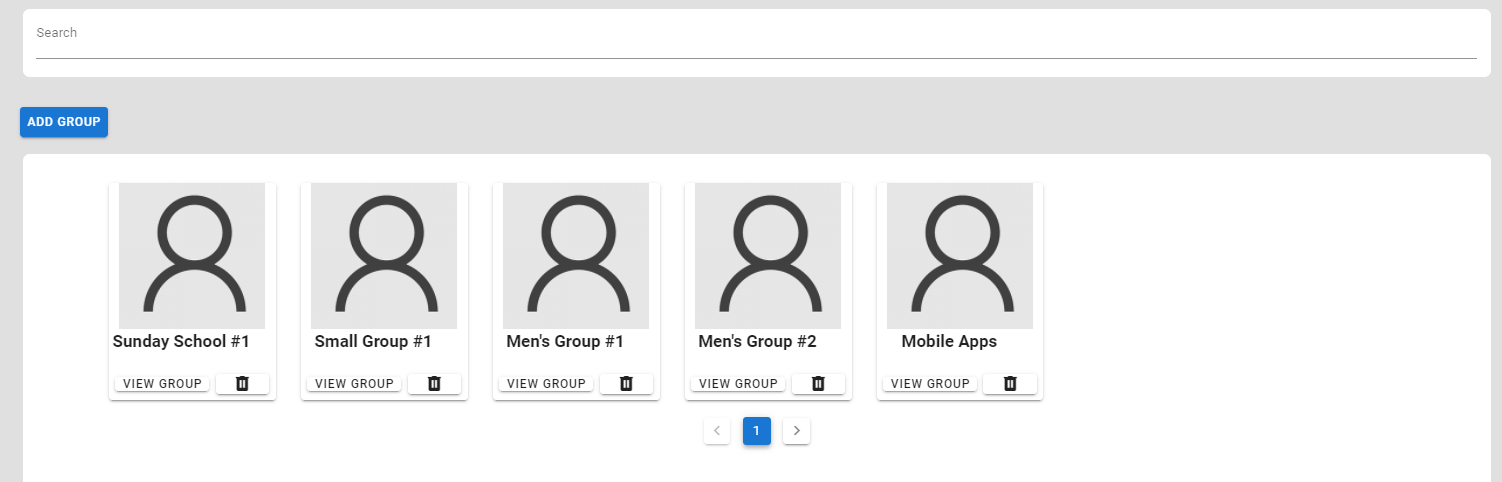 Search
ADD GROUP
Sunday School #1
Small Group #1
Men's Group #1
Men's Group #2
Mobile Apps
VIEW GROUP
VIEW GROUP
VIEW GROUP
VIEW GROUP
VIEW GROUP
1